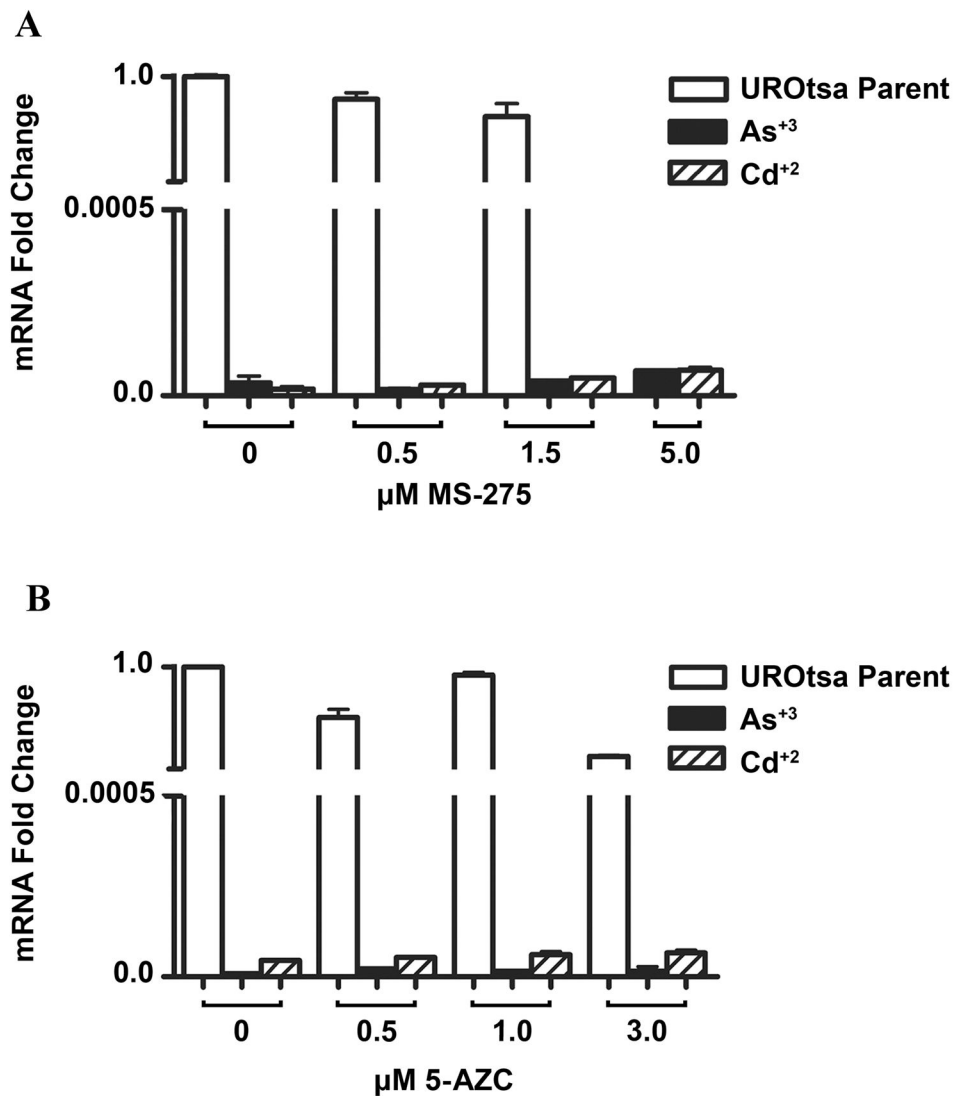 A
mRNA Fold Change
1.0
0.0005
0.0
UROtsa Parent
As+3
Cd+2
0 0.5 1.5 5.0
µM MS-275
B
mRNA Fold Change
1.0
0.0005
0.0
UROtsa Parent
As+3
Cd+2
0 0.5 1.0 3.0
µM 5-AZC